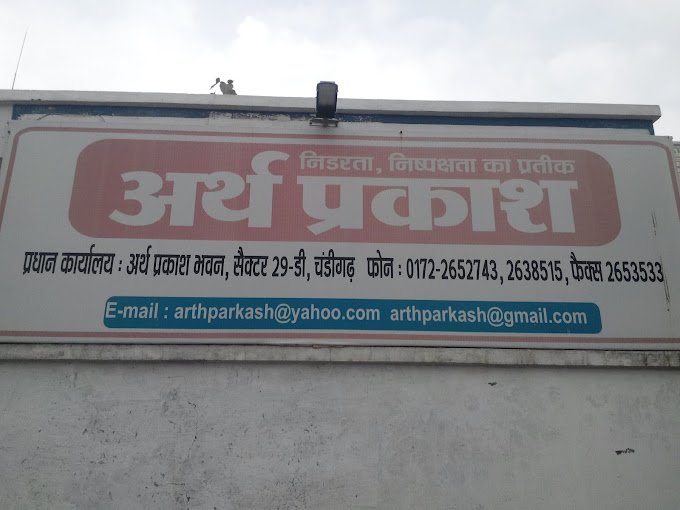 निडरता, निष्पक्षता का प्रतीक
अर्थ प्रकाश
प्रधान कार्यालय : अर्थ प्रकाश भवन, सैक्टर 29-डी, चंडीगढ़ फोन : 0172-2652743, 2638515, फैक्स 2653533
E-mail : arthparkash@yahoo.com arthparkash@gmail.com